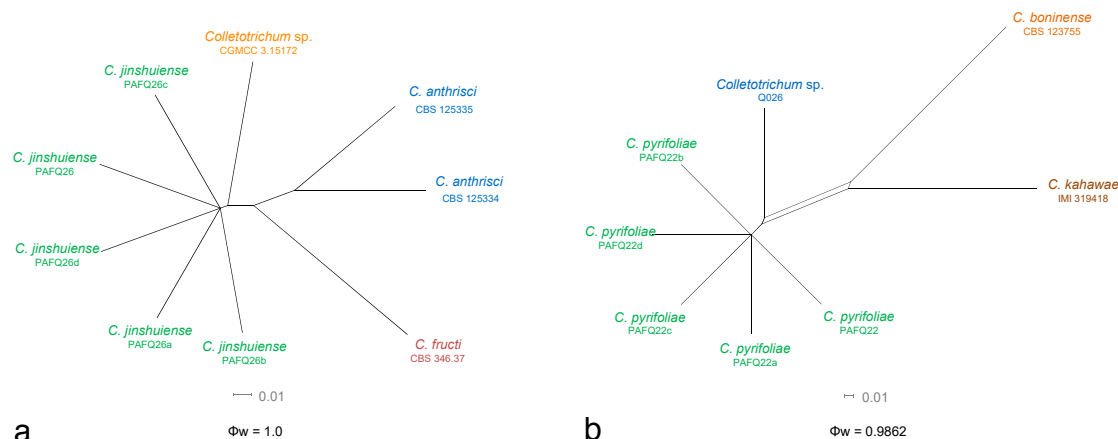 Colletotrichum sp.
CGMCC 3.15172
C. jinshuiense
PAFQ26c
C. anthrisci
CBS 125335
C. jinshuiense
PAFQ26
C. anthrisci
CBS 125334
C. jinshuiense
PAFQ26d
C. jinshuiense
PAFQ26a
C. jinshuiense
PAFQ26b
C. fructi
CBS 346.37
0.01
a
Φw = 1.0
C. boninense
CBS 123755
Colletotrichum sp.
Q026
C. pyrifoliae
PAFQ22b
C. kahawae
IMI 319418
C. pyrifoliae
PAFQ22d
C. pyrifoliae
PAFQ22c
C. pyrifoliae
PAFQ22
C. pyrifoliae
PAFQ22a
0.01
b
Φw = 0.9862